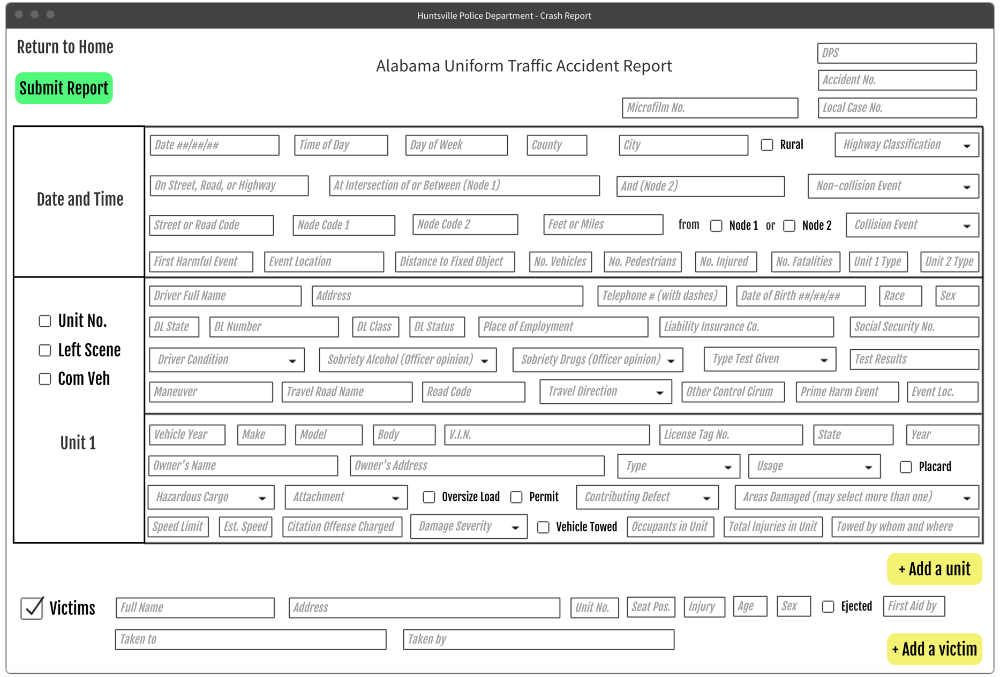 Huntsville Police Department - Crash Report
Return to Home
Submit Report
Alabama Uniform Traffic Accident Report
DPS
Accident No.
Microfilm No.
Local Case No.
Date and Time
Date ##/##/##
Time of Day
Day of Week
County
City
Rural
Highway Classification
On Street, Road, or Highway
At Intersection of or Between (Node 1)
And (Node 2)
Non-collision Event
Street or Road Code
Node Code 1
Node Code 2
Feet or Miles
from
Node 1
or
Node 2
Collision Event
First Harmful Event
Event Location
Distance to Fixed Object
No. Vehicles
No. Pedestrians
No. Injured
No. Fatalities
Unit 1 Type
Unit 2 Type
Unit No.
Left Scene
Com Veh
Unit 1
Driver Full Name
Address
Telephone # (with dashes)
Date of Birth ##/##/##
Race
Sex
DL State
DL Number
DL Class
DL Status
Place of Employment
Liability Insurance Co.
Social Security No.
Driver Condition
Sobriety Alcohol (Officer opinion)
Sobriety Drugs (Officer opinion)
Type Test Given
Test Results
Maneuver
Travel Road Name
Road Code
Travel Direction
Other Control Cirum
Prime Harm Event
Event Loc.
Vehicle Year
Make
Model
Body
V.I.N.
License Tag No.
State
Year
Owner's Name
Owner's Address
Type
Usage
Placard
Hazardous Cargo
Attachment
Oversize Load
Permit
Contributing Defect
Areas Damaged (may select more than one)
Speed Limit
Est. Speed
Citation Offense Charged
Damage Severity
Vehicle Towed
Occupants in Unit
Total Injuries in Unit
Towed by whom and where
+ Add a unit
Victims
Full Name
Address
Unit No.
Seat Pos.
Injury
Age
Sex
Ejected
First Aid by
Taken to
Taken by
+ Add a victim